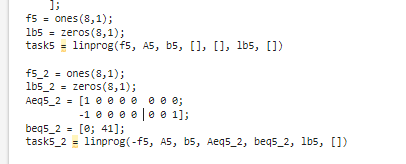 ];
f5 = ones(8,1);
lb5 = zeros(8,1);
task5 = linprog(f5, A5, b5, [], [], lb5, [])
f5_2 = ones(8,1);
lb5_2 = zeros(8,1);
Aeq5_2 = [1 0 0 0 0  0 0 0;
-1 0 0 0 0 0 0 1];
beq5_2 = [0; 41];
task5_2 = linprog(-f5, A5, b5, Aeq5_2, beq5_2, lb5, [])